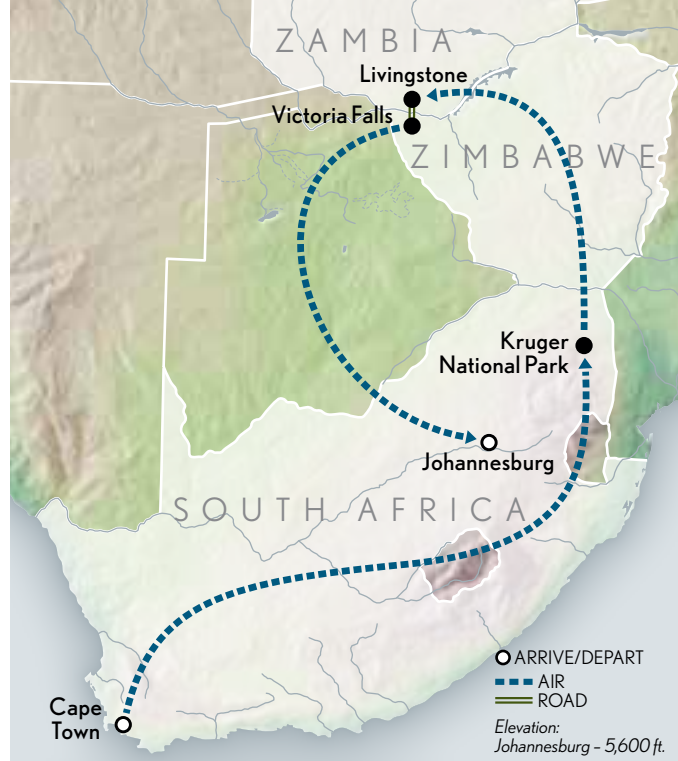 ZAMBIA
Livingstone
Victoria Falls
ZIMBABWE
Kruger
National Park
Johannesburg
SOUTH AFRICA
Cape
Town
ARRIVE/DEPART
AIR
ROAD
Elevation:
Johannesburg – 5,600 ft.